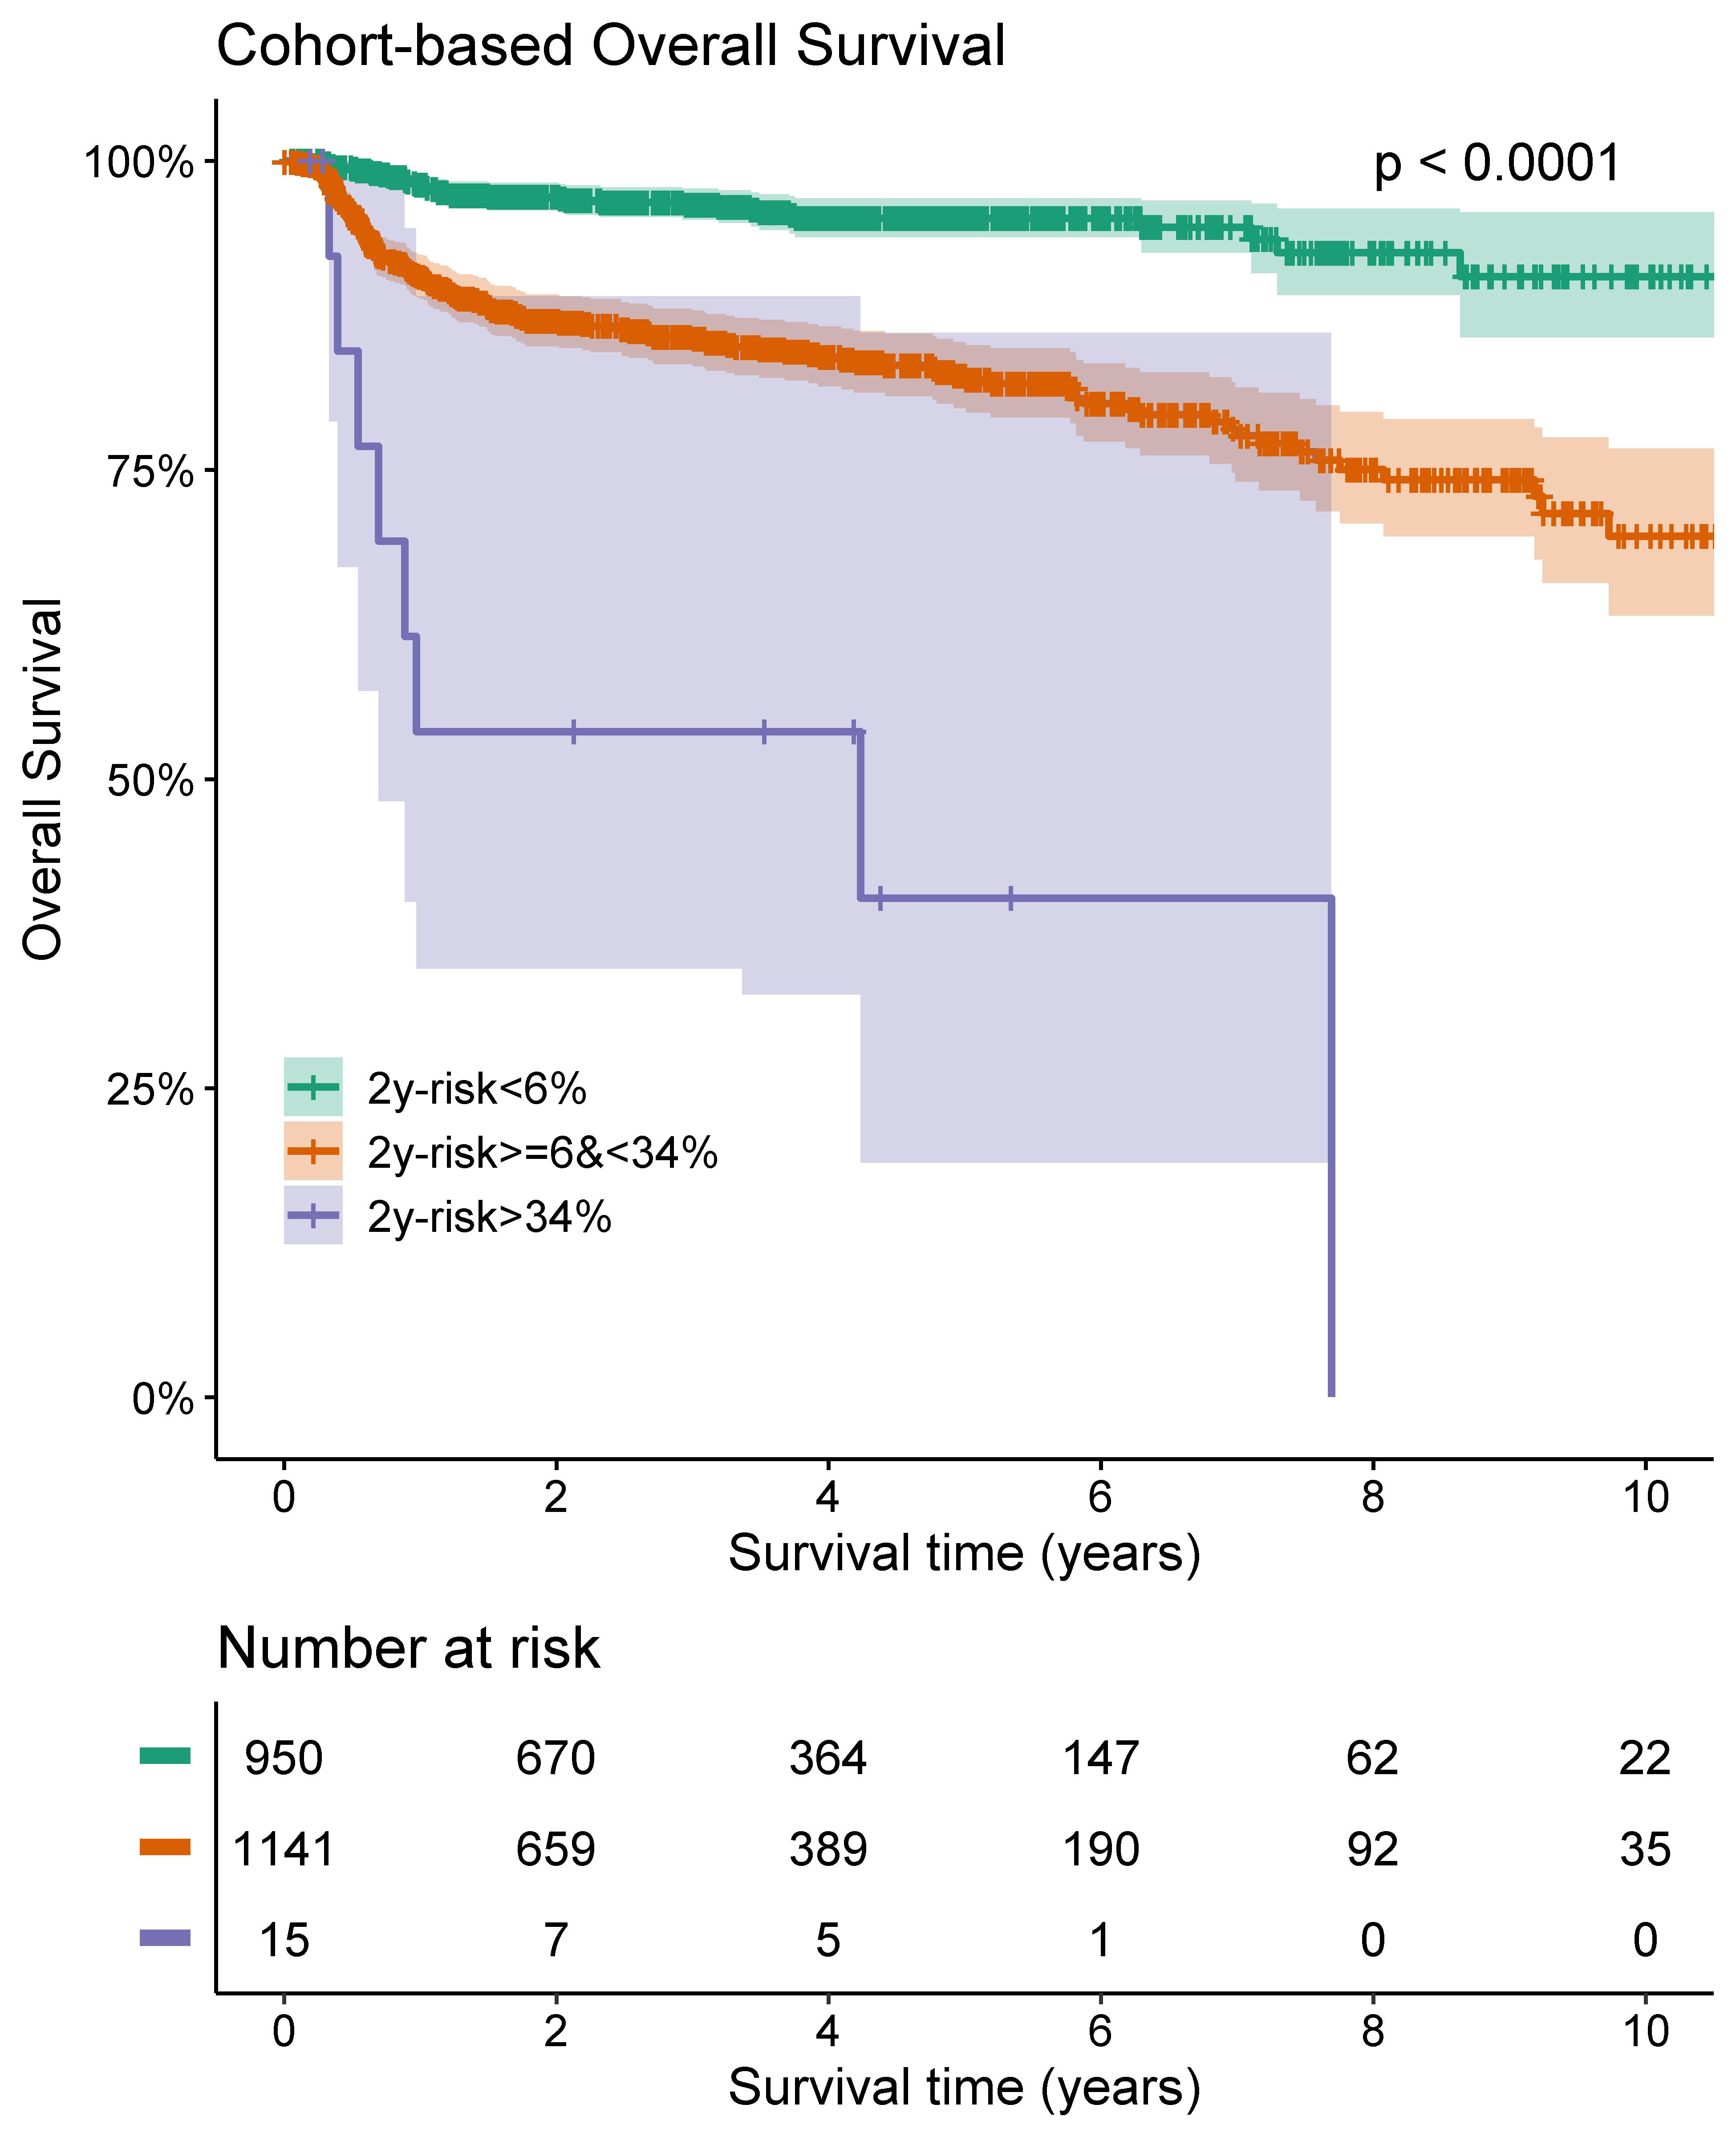 Cohort-based Overall Survival
p < 0.0001
100%
75%
50%
25%
0%
Overall Survival
2y-risk<6%
2y-risk>=6&<34%
2y-risk>34%
0 2 4 6 8 10
Survival time (years)
Number at risk
950 670 364 147 62 22
1141 659 389 190 92 35
15 7 5 1 0 0
0 2 4 6 8 10
Survival time (years)